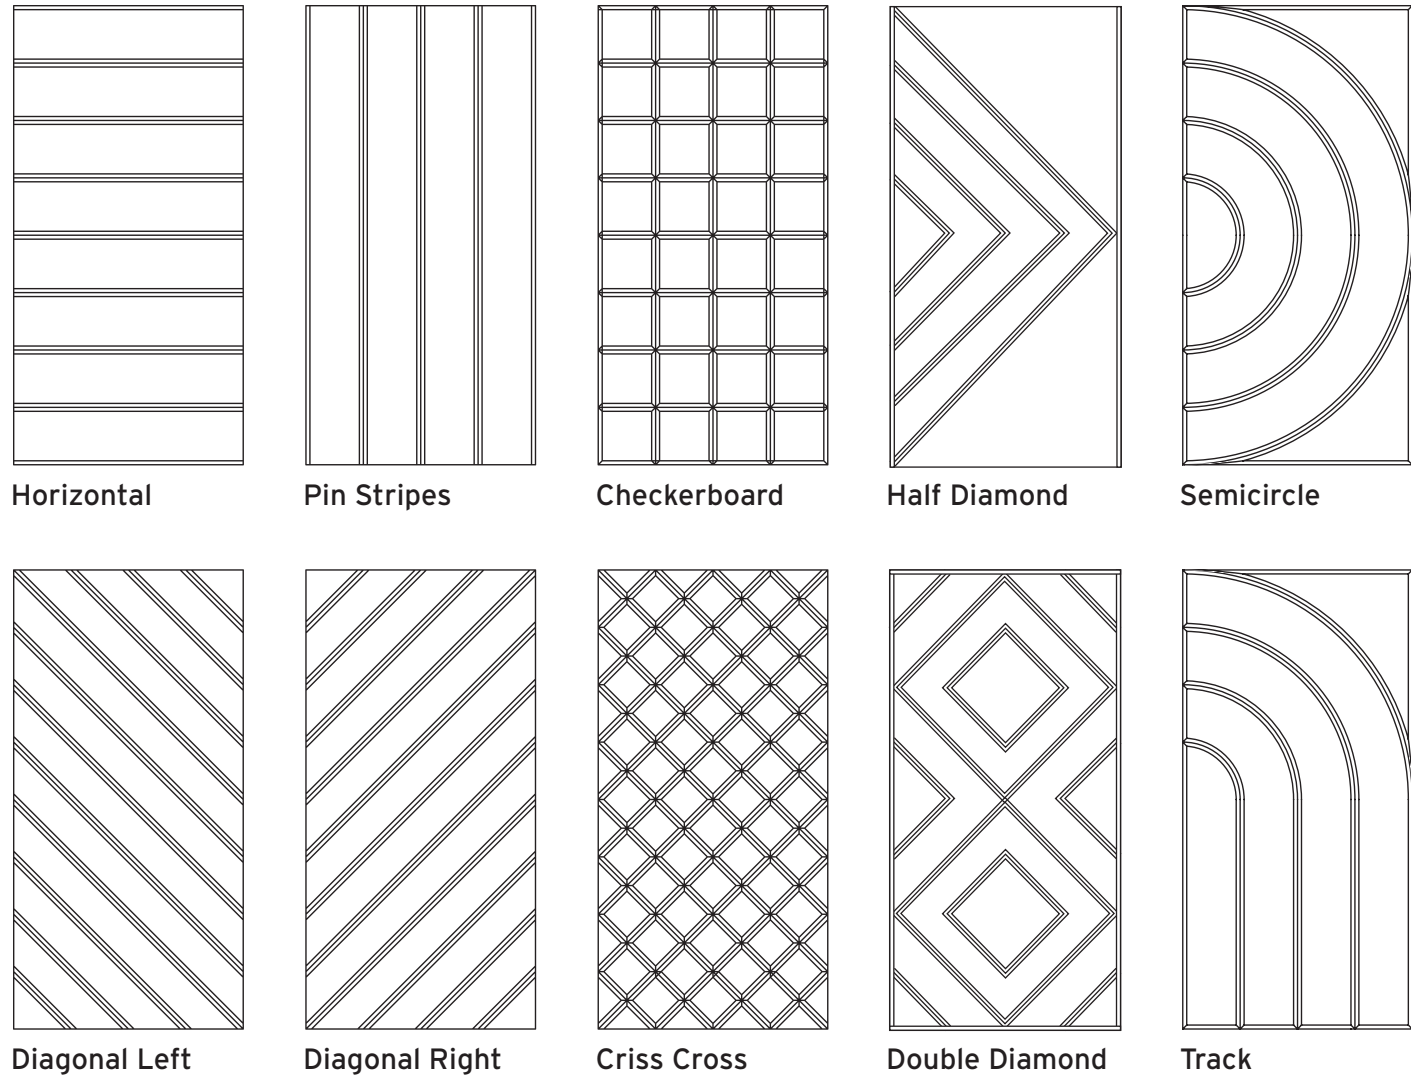 Horizontal
Pin Stripes
Checkerboard
Half Diamond
Semicircle
Diagonal Left
Diagonal Right
Criss Cross
Double Diamond
Track